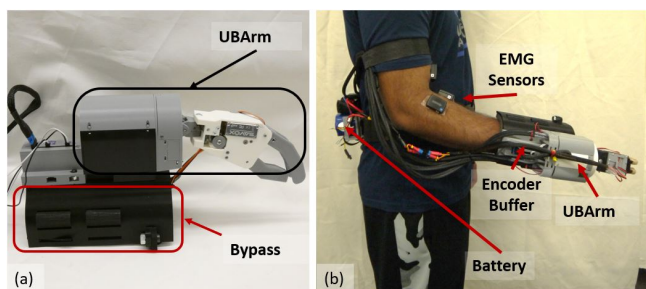 UBArm
Bypass
(a)
EMG
Sensors
Encoder
Buffer
UBArm
Battery
(b)